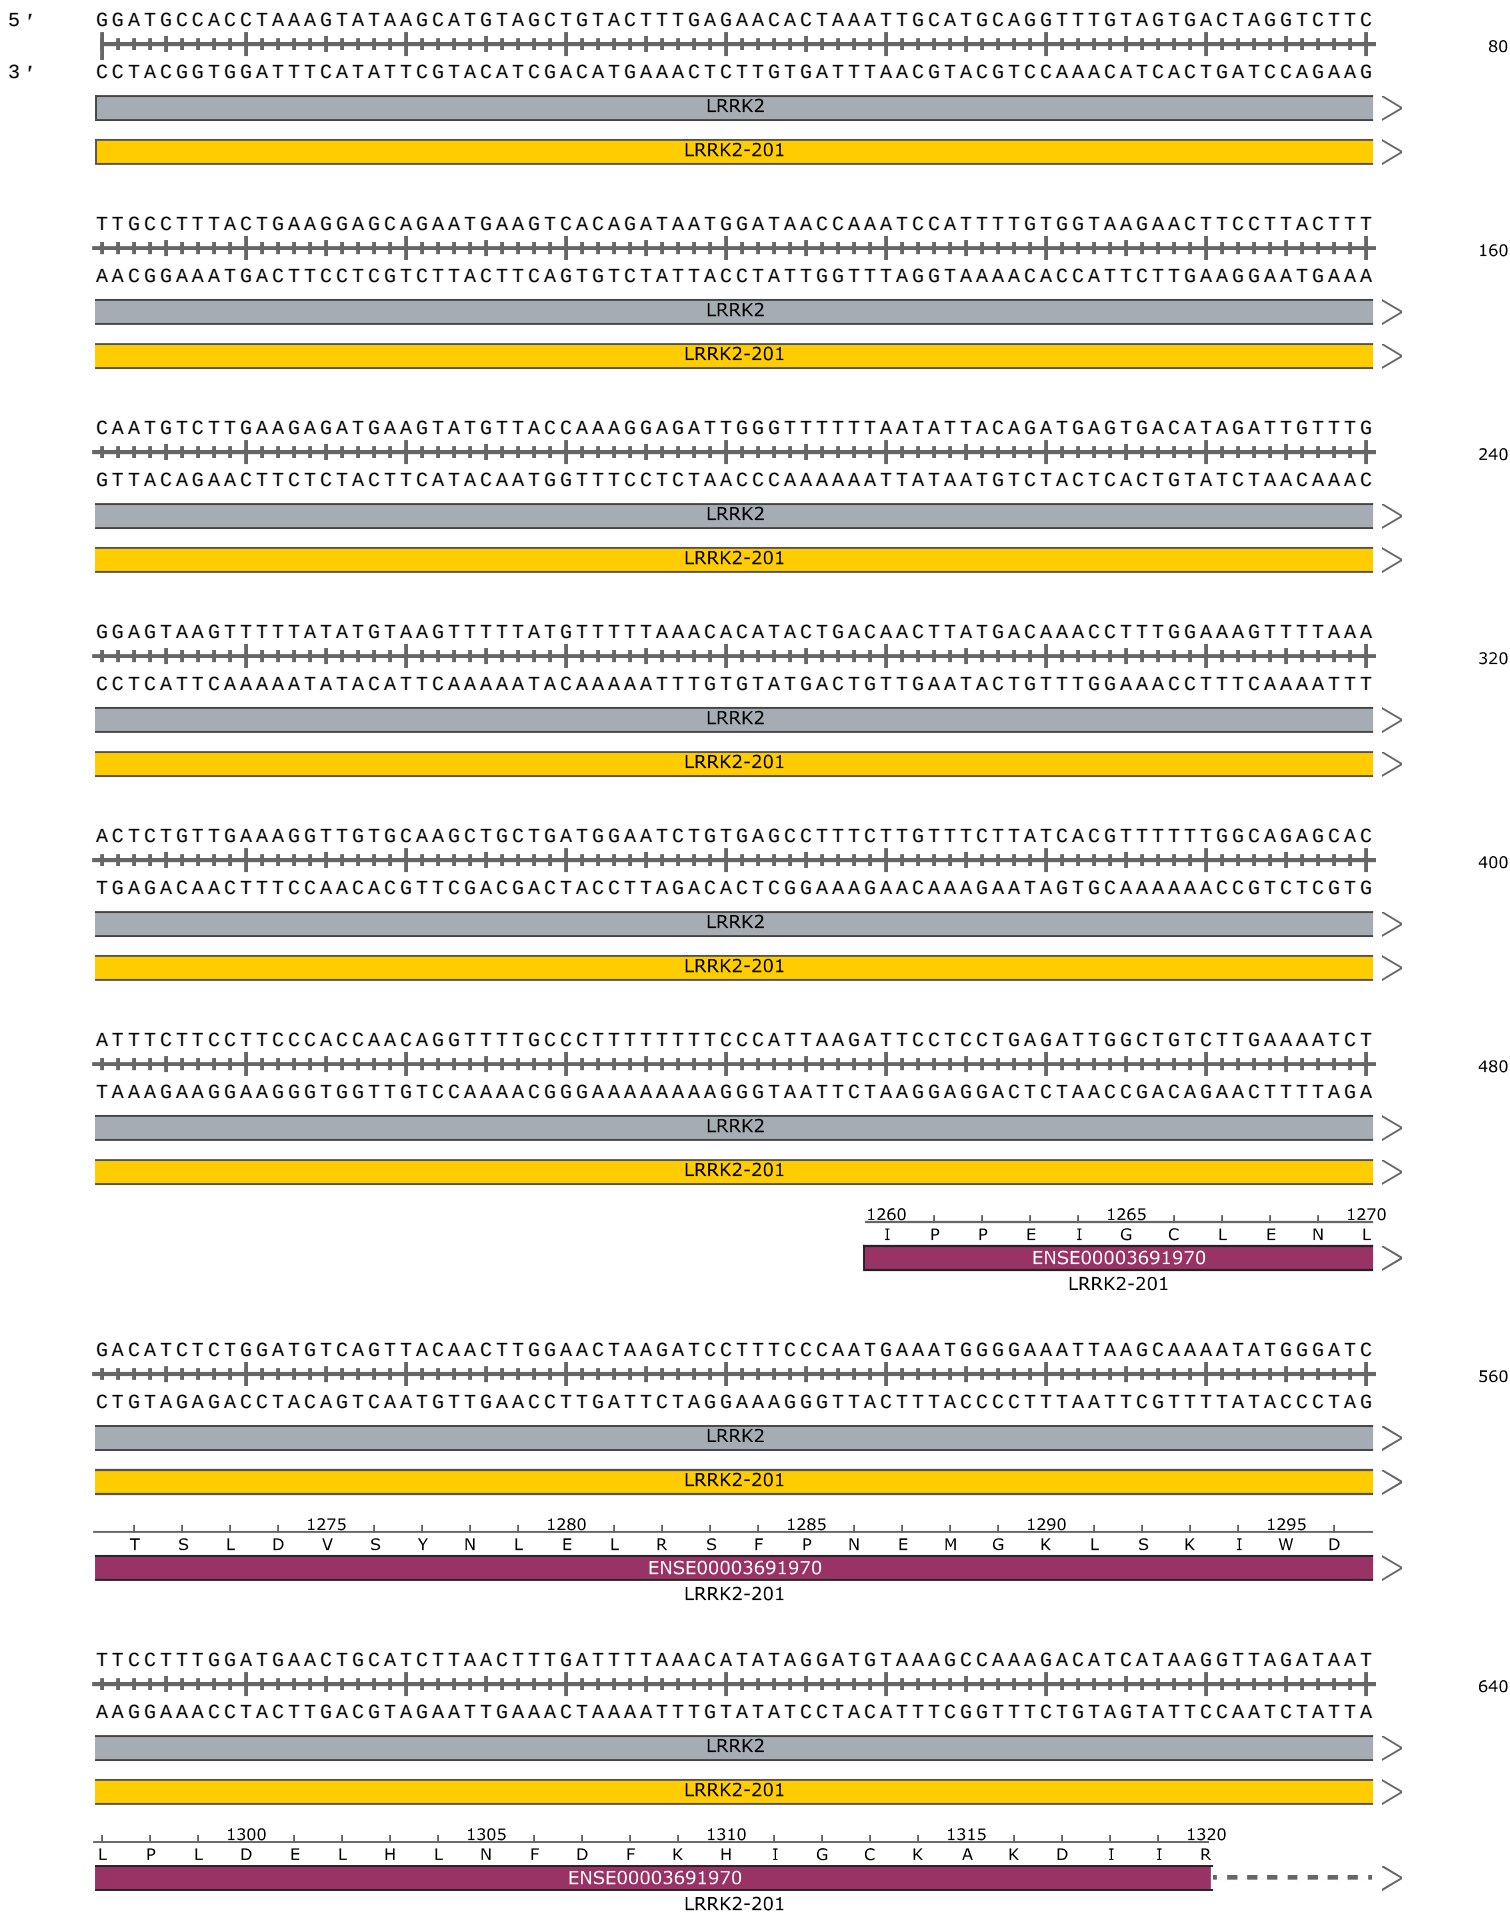 5′ GGATGCCACCTAAAGTATAAGCATGTAGCTGTACTTTGAGAACACTAAATTGCATGCAGGTTTGTAGTGACTAGGTCTTC
80
3′ CCTACGGTGGATTTCATATTCGTACATCGACATGAAACTCTTGTGATTTAACGTACGTCCAAACATCACTGATCCAGAAG
LRRK2
LRRK2-201
TTGCCTTTACTGAAGGAGCAGAATGAAGTCACAGATAATGGATAACCAAATCCATTTTGTGGTAAGAACTTCCTTACTTT
160
AACGGAAATGACTTCCTCGTCTTACTTCAGTGTCTATTACCTATTGGTTTAGGTAAAACACCATTCTTGAAGGAATGAAA
LRRK2
LRRK2-201
CAATGTCTTGAAGAGATGAAGTATGTTACCAAAGGAGATTGGGTTTTTTAATATTACAGATGAGTGACATAGATTGTTTG
240
GTTACAGAACTTCTCTACTTCATACAATGGTTTCCTCTAACCCAAAAAATTATAATGTCTACTCACTGTATCTAACAAAC
LRRK2
LRRK2-201
GGAGTAAGTTTTTATATGTAAGTTTTTATGTTTTTAAACACATACTGACAACTTATGACAAACCTTTGGAAAGTTTTAAA
320
CCTCATTCAAAAATATACATTCAAAAATACAAAAATTTGTGTATGACTGTTGAATACTGTTTGGAAACCTTTCAAAATTT
LRRK2
LRRK2-201
ACTCTGTTGAAAGGTTGTGCAAGCTGCTGATGGAATCTGTGAGCCTTTCTTGTTTCTTATCACGTTTTTTGGCAGAGCAC
400
TGAGACAACTTTCCAACACGTTCGACGACTACCTTAGACACTCGGAAAGAACAAAGAATAGTGCAAAAAACCGTCTCGTG
LRRK2
LRRK2-201
ATTTCTTCCTTCCCACCAACAGGTTTTGCCCTTTTTTTTCCCATTAAGATTCCTCCTGAGATTGGCTGTCTTGAAAATCT
480
TAAAGAAGGAAGGGTGGTTGTCCAAAACGGGAAAAAAAAGGGTAATTCTAAGGAGGACTCTAACCGACAGAACTTTTAGA
LRRK2
LRRK2-201
1260 1265 1270
I P P E I G C L E N L
ENSE00003691970
LRRK2-201
GACATCTCTGGATGTCAGTTACAACTTGGAACTAAGATCCTTTCCCAATGAAATGGGGAAATTAAGCAAAATATGGGATC
560
CTGTAGAGACCTACAGTCAATGTTGAACCTTGATTCTAGGAAAGGGTTACTTTACCCCTTTAATTCGTTTTATACCCTAG
LRRK2
LRRK2-201
1275 1280 1285 1290 1295
T S L D V S Y N L E L R S F P N E M G K L S K I W D
ENSE00003691970
LRRK2-201
TTCCTTTGGATGAACTGCATCTTAACTTTGATTTTAAACATATAGGATGTAAAGCCAAAGACATCATAAGGTTAGATAAT
640
AAGGAAACCTACTTGACGTAGAATTGAAACTAAAATTTGTATATCCTACATTTCGGTTTCTGTAGTATTCCAATCTATTA
LRRK2
LRRK2-201
1300 1305 1310 1315 1320
L P L D E L H L N F D F K H I G C K A K D I I R
ENSE00003691970
LRRK2-201